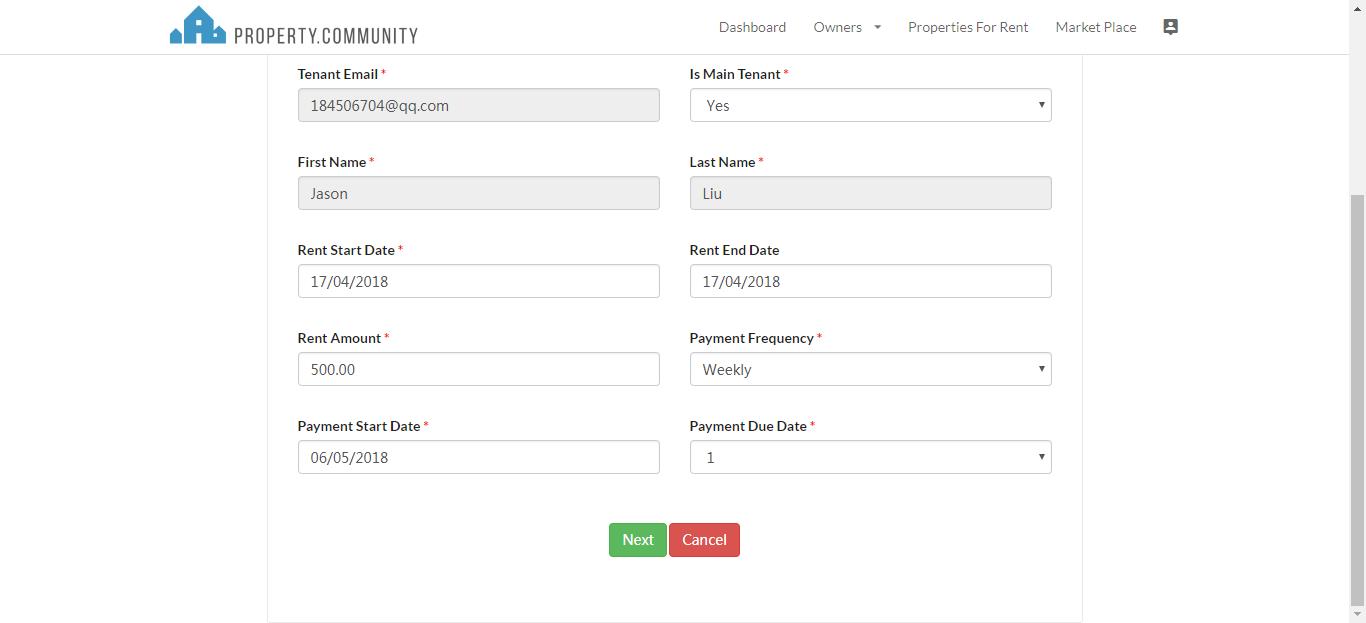 PROPERTY.COMMUNITY Dashboard Owners Properties For Rent Market Place
Tenant Email * Is Main Tenant *
184506704@qq.com Yes
First Name * Last Name *
Jason Liu
Rent Start Date * Rent End Date
17/04/2018 17/04/2018
Rent Amount * Payment Frequency *
500.00 Weekly
Payment Start Date * Payment Due Date *
06/05/2018 1
Next Cancel